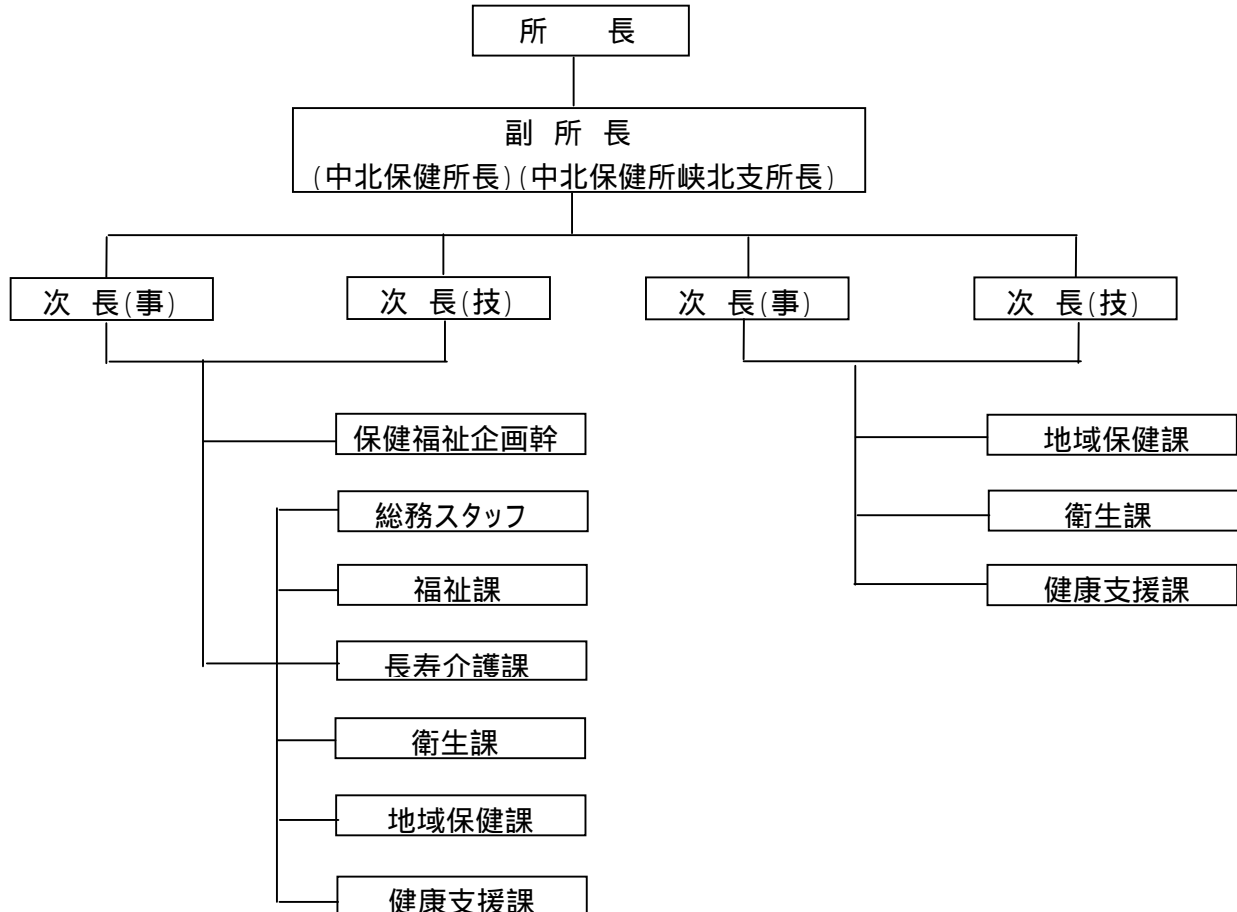 所　　長
副 所 長
(中北保健所長)(中北保健所峡北支所長)
次 長(事)
次 長(技)
次 長(事)
次 長(技)
保健福祉企画幹
総務スタッフ
福祉課
長寿介護課
衛生課
地域保健課
健康支援課
地域保健課
衛生課
健康支援課